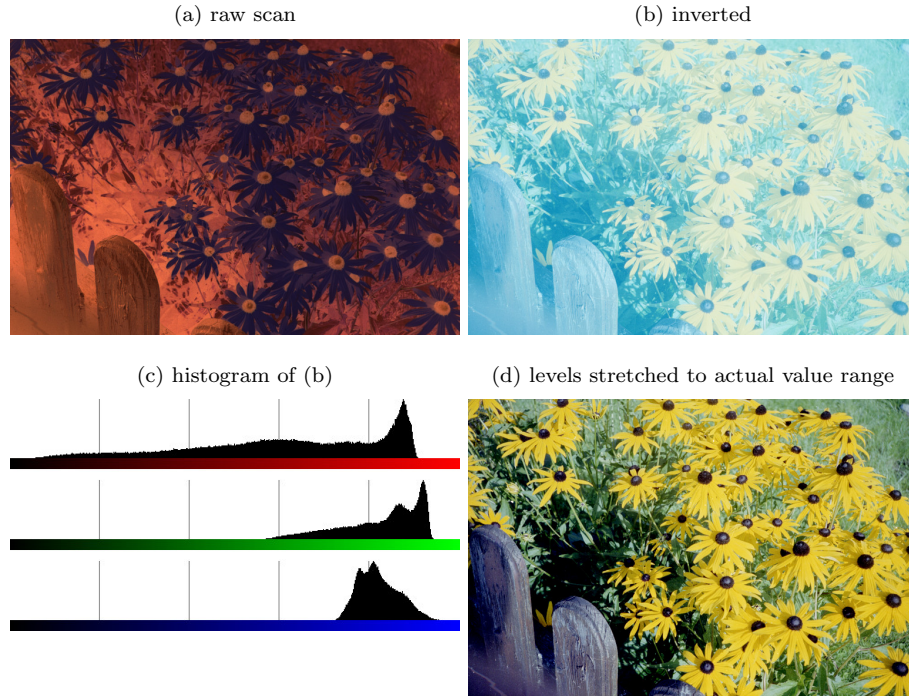 (a) raw scan
(b) inverted
(c) histogram of (b)
(d) levels stretched to actual value range